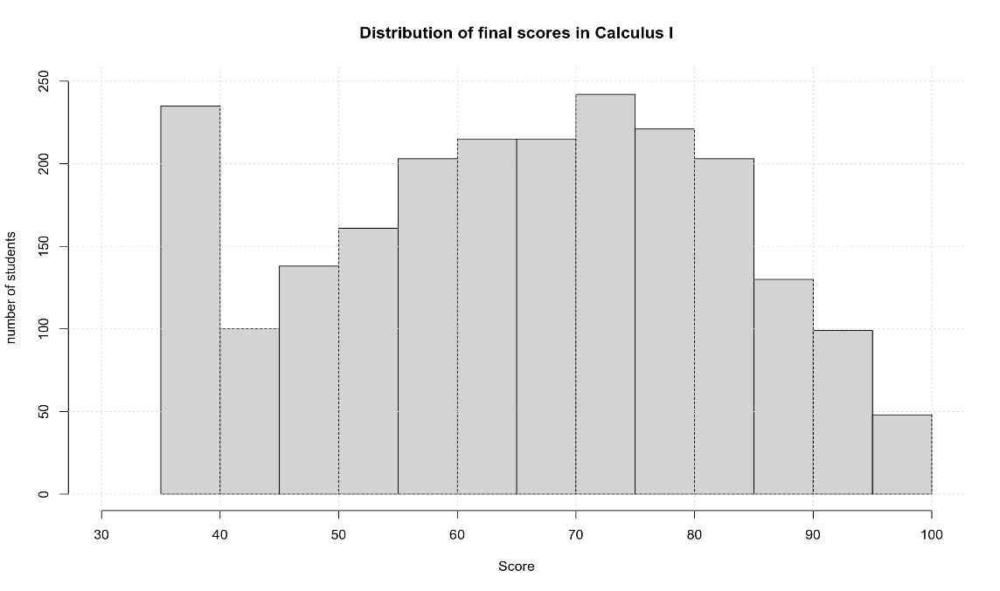 Distribution of final scores in Calculus I
250
200
150
100
50
0
number of students
30 40 50 60 70 80 90 100
Score